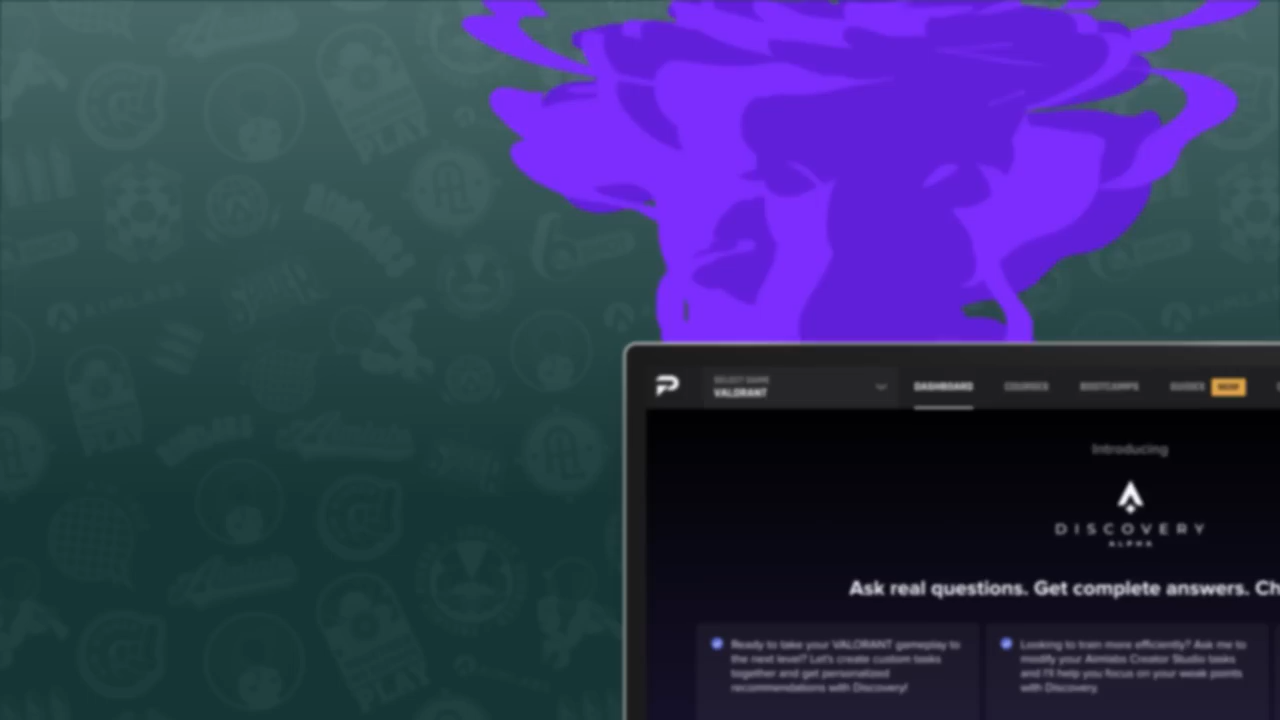 SELECT GAME
VALORANT
DASHBOARD
COURSES
BOOTCAMPS
GUIDES
Introducing
DISCOVERY
ALPHA
Ask real questions. Get complete answers. Ch
Ready to take your VALORANT gameplay to
the next level? Let's create custom tasks
together and get personalized
recommendations with Discovery!
Looking to train more efficiently? Ask me to
modify your Aimlabs Creator Studio tasks
and I'll help you focus on your weak points
with Discovery.
PLAY
AIMLABS
PLAY